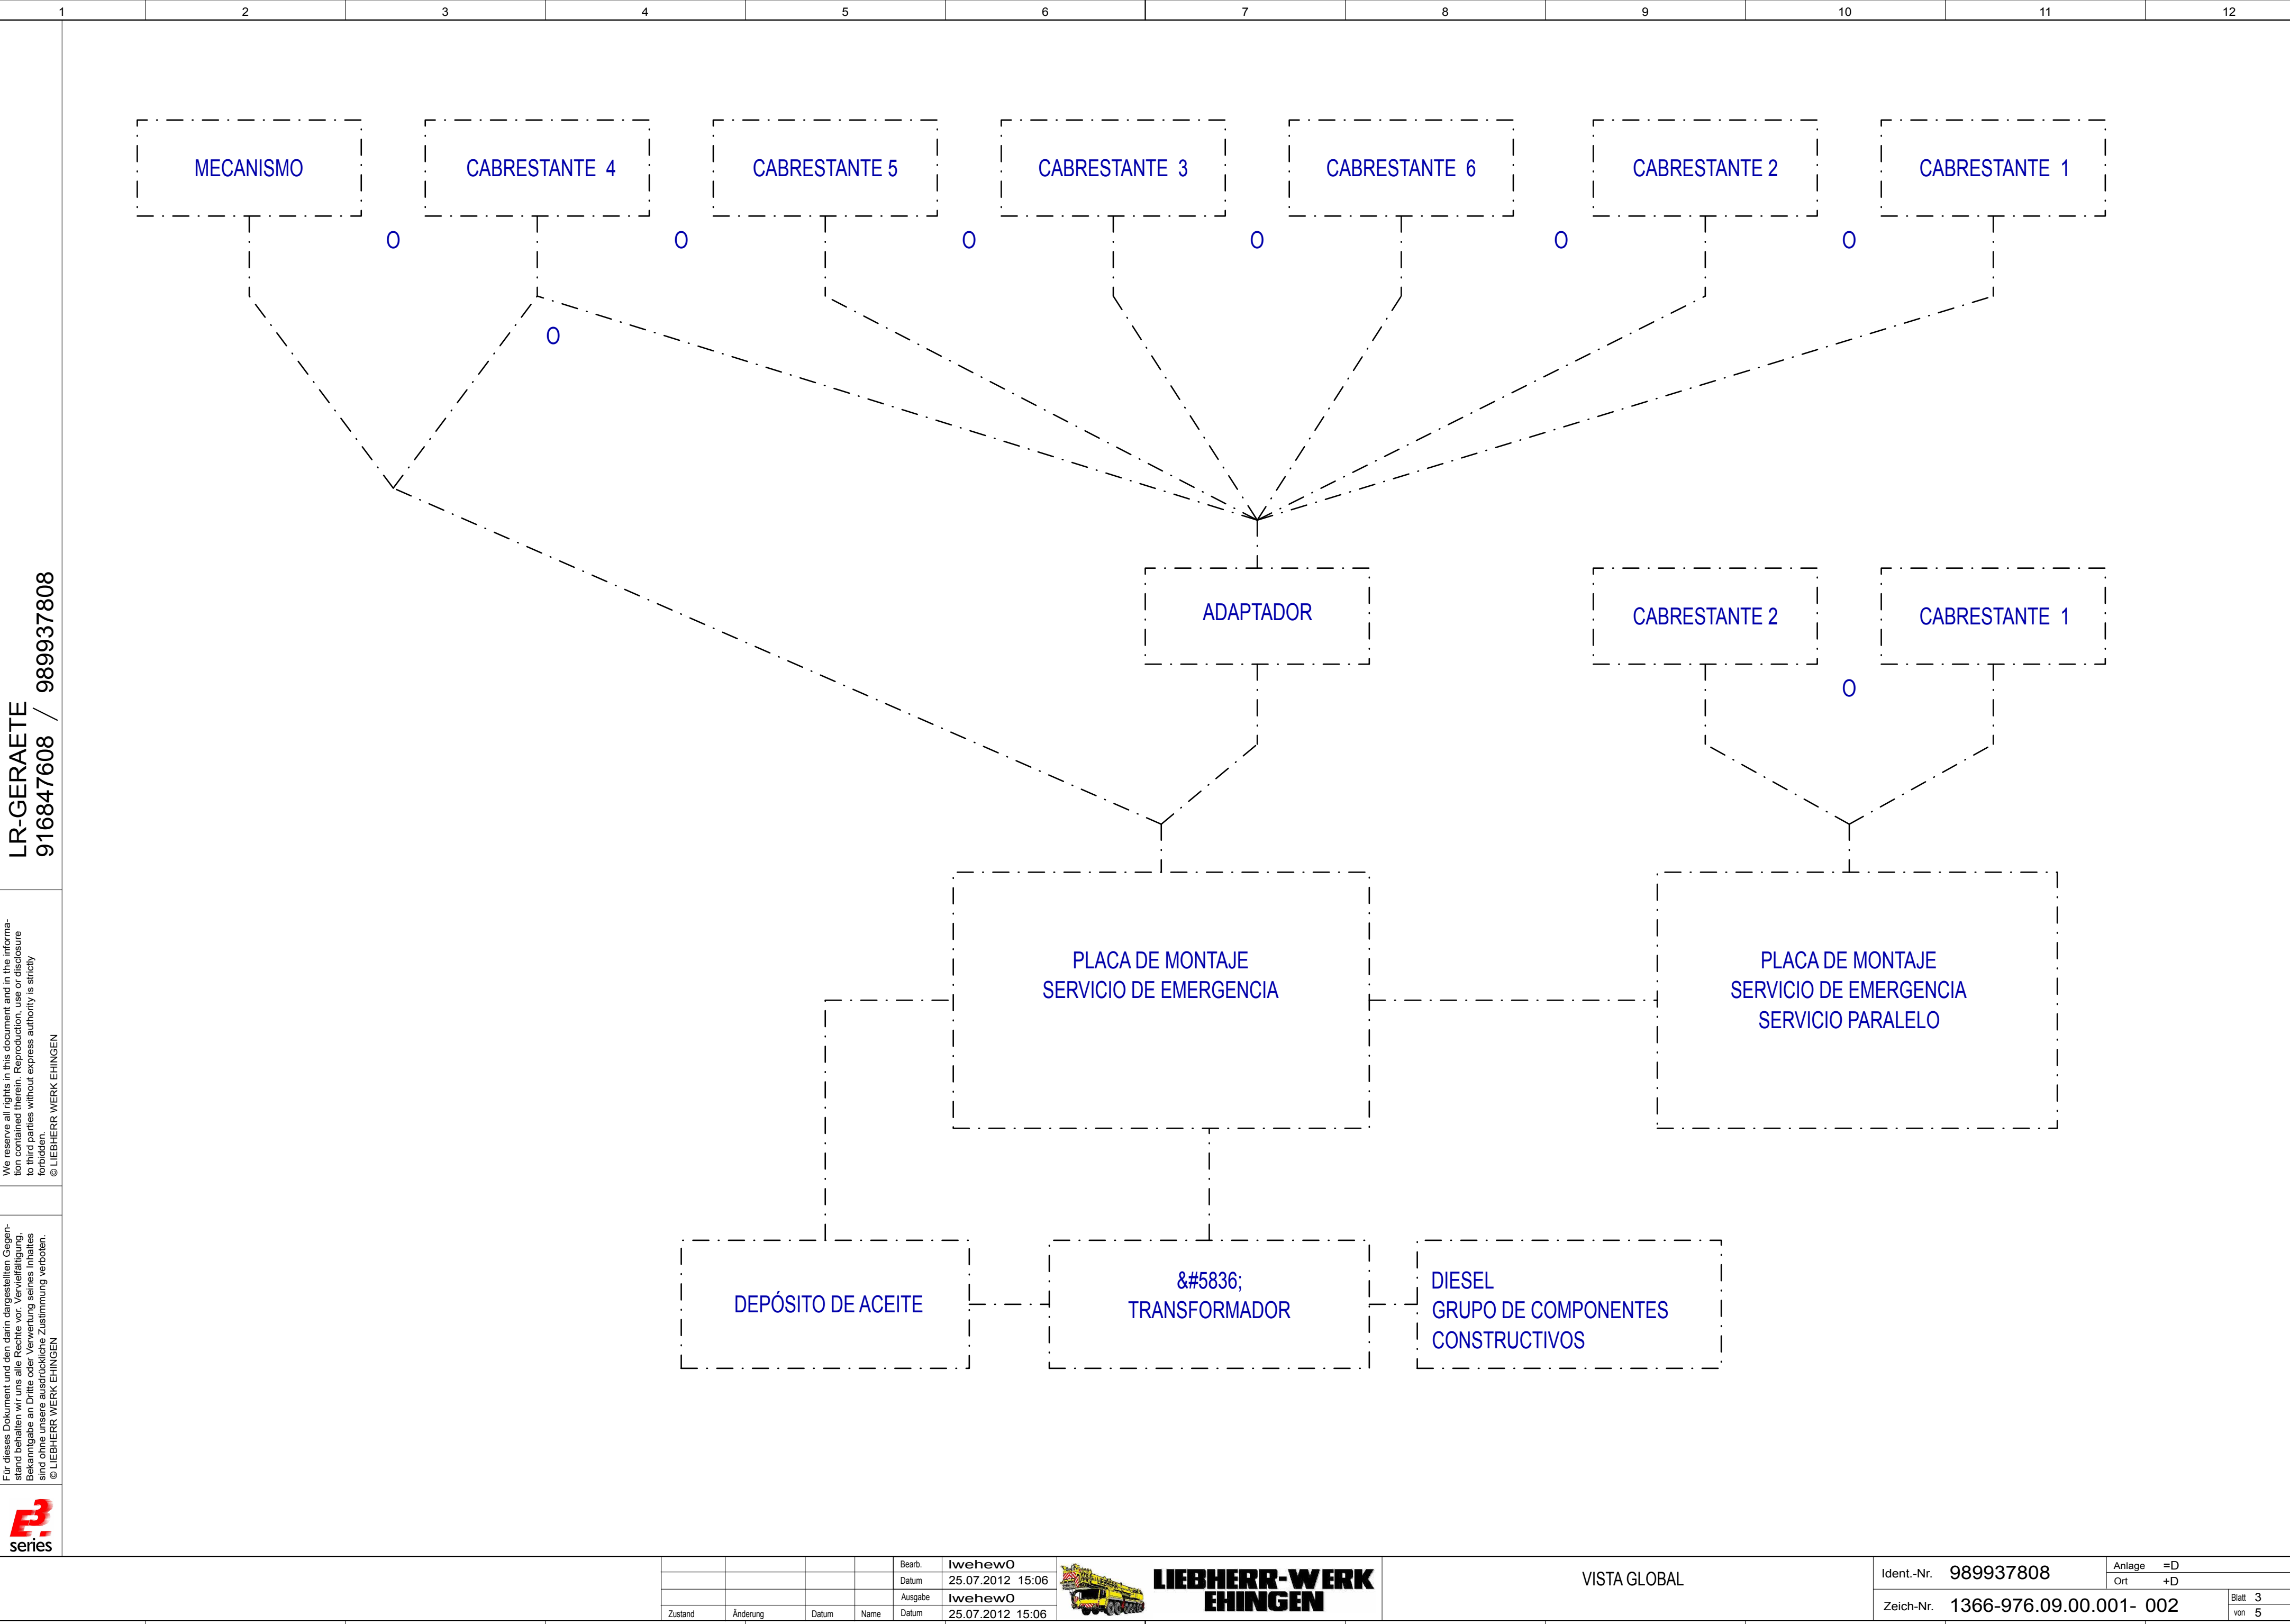 1 2 3 4 5 6 7 8 9 10 11 12
MECANISMO
CABRESTANTE 4
CABRESTANTE 5
CABRESTANTE 3
CABRESTANTE 6
CABRESTANTE 2
CABRESTANTE 1
O O O O O O
O
ADAPTADOR
CABRESTANTE 2
CABRESTANTE 1
O
PLACA DE MONTAJE
SERVICIO DE EMERGENCIA
PLACA DE MONTAJE
SERVICIO DE EMERGENCIA
SERVICIO PARALELO
DEPÓSITO DE ACEITE
&#5836;
TRANSFORMADOR
DIESEL
GRUPO DE COMPONENTES
CONSTRUCTIVOS
LR-GERAETE
916847608 / 989937808
We reserve all rights in this document and in the informa-
tion contained therein. Reproduction, use or disclosure
to third parties without express authority is strictly
forbidden.
© LIEBHERR WERK EHINGEN
Für dieses Dokument und den darin dargestellten Gegen-
stand behalten wir uns alle Rechte vor. Vervielfältigung,
Bekanntgabe an Dritte oder Verwertung seines Inhaltes
sind ohne unsere ausdrückliche Zustimmung verboten.
© LIEBHERR WERK EHINGEN
E3.
series
Zustand Änderung Datum Name
Bearb. lwehew0
Datum 25.07.2012 15:06
Ausgabe lwehew0
Datum 25.07.2012 15:06
LIEBHERR-WERK
EHINGEN
VISTA GLOBAL
Ident.-Nr. 989937808
Zeich-Nr. 1366-976.09.00.001- 002
Anlage =D
Ort +D
Blatt 3
von 5